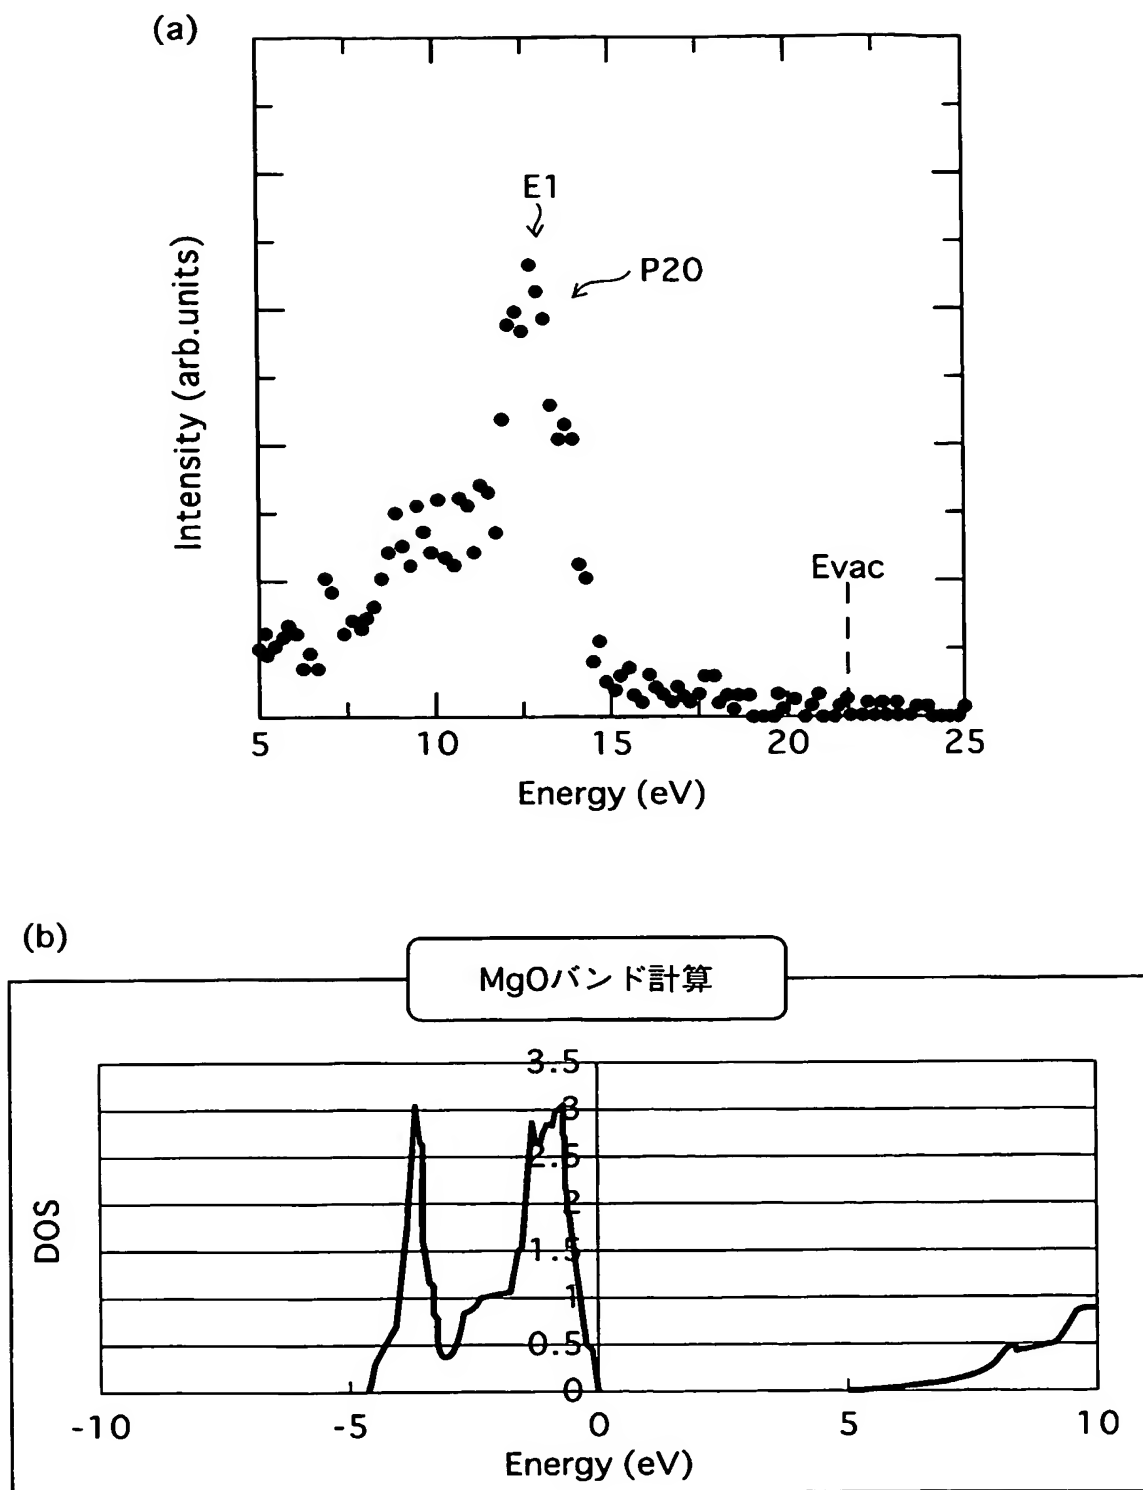 (a)
E1
P20
Evac
Intensity (arb.units)
5 10 15 20 25
Energy (eV)
(b)
MgOバンド計算
3.5
3
2.5
2
1.5
1
0.5
0
DOS
-10 -5 0 5 10
Energy (eV)